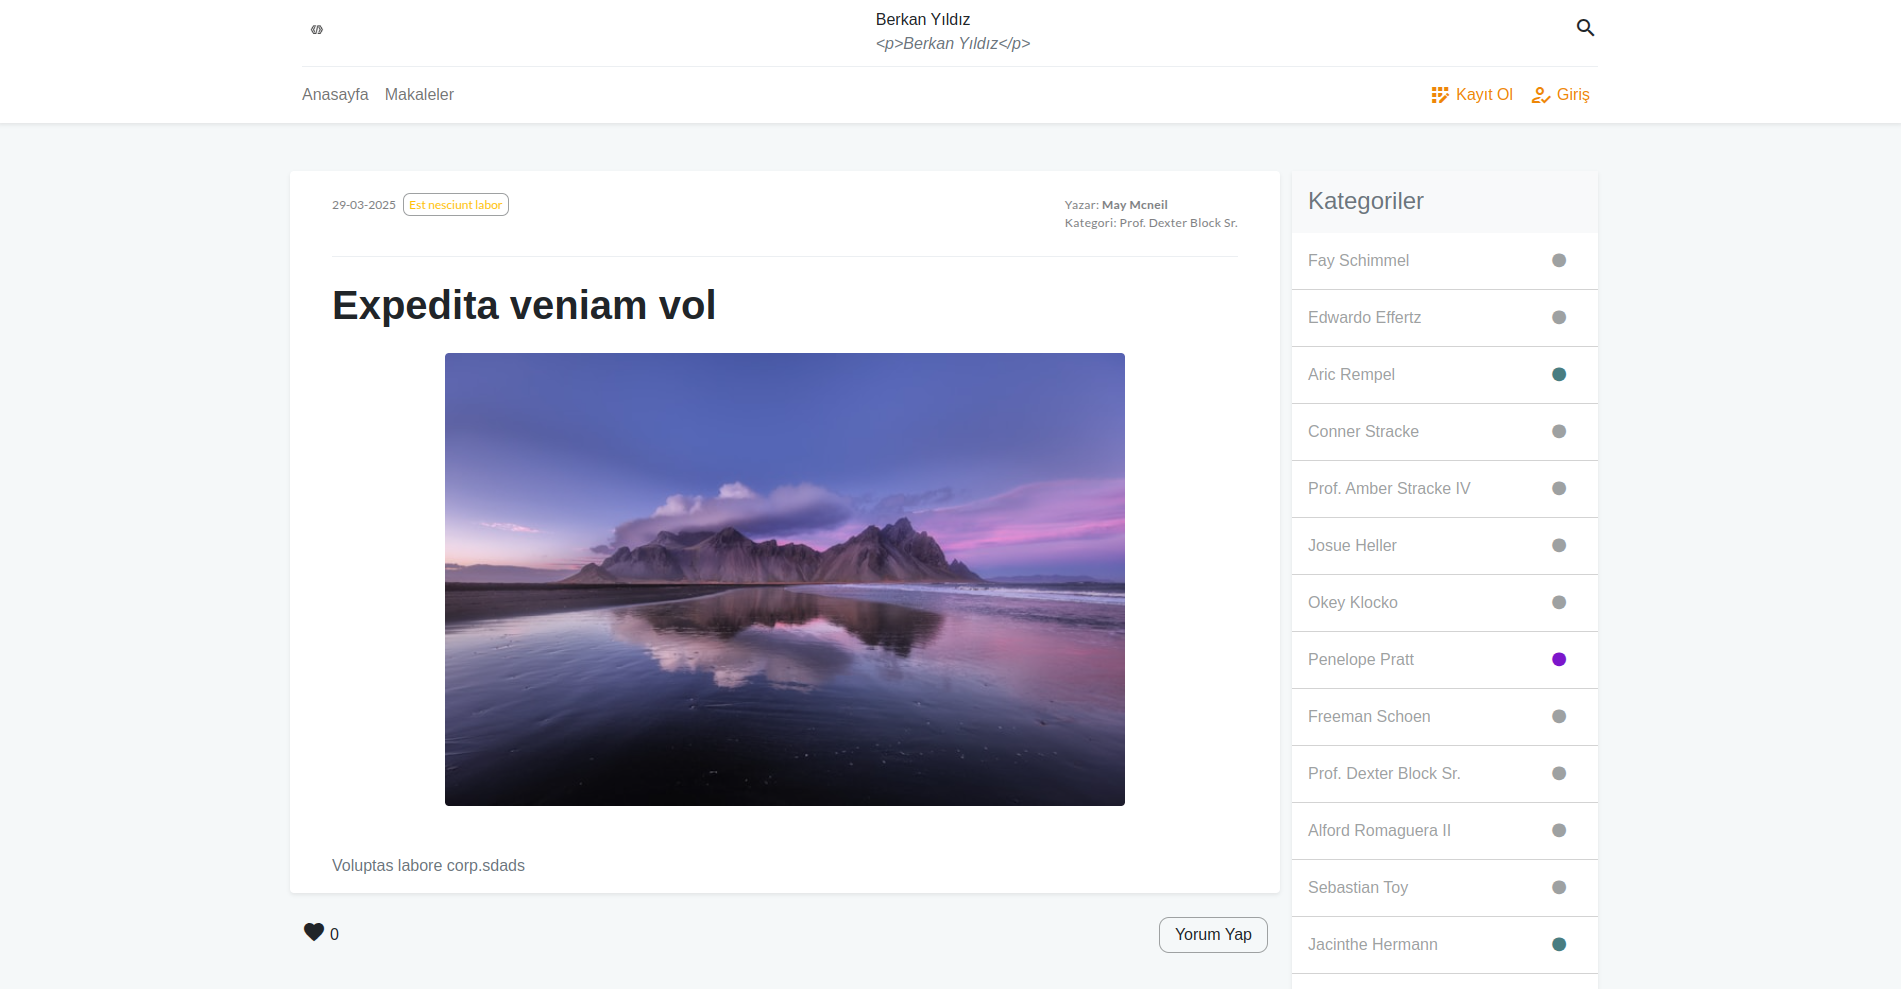 Berkan Yıldız
<p>Berkan Yıldız</p>
Anasayfa Makaleler
Kayıt Ol Giriş
29-03-2025 Est nesciunt labor
Yazar: May Mcneil
Kategori: Prof. Dexter Block Sr.
Expedita veniam vol
Voluptas labore corp.sdads
0
Yorum Yap
Kategoriler
Fay Schimmel
Edwardo Effertz
Aric Rempel
Conner Stracke
Prof. Amber Stracke IV
Josue Heller
Okey Klocko
Penelope Pratt
Freeman Schoen
Prof. Dexter Block Sr.
Alford Romaguera II
Sebastian Toy
Jacinthe Hermann